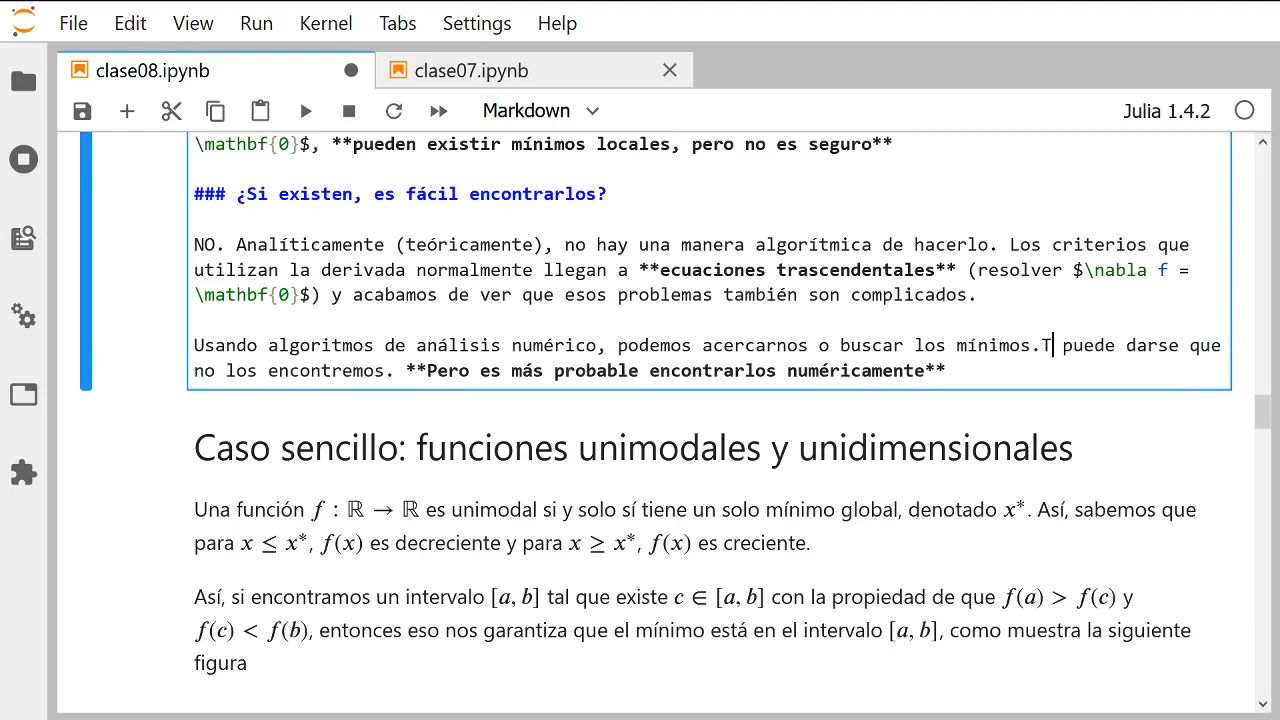 File Edit View Run Kernel Tabs Settings Help
clase08.ipynb clase07.ipynb
Markdown Julia 1.4.2
\mathbf{0}$, **pueden existir mínimos locales, pero no es seguro**
### ¿Si existen, es fácil encontrarlos?
NO. Analíticamente (teóricamente), no hay una manera algorítmica de hacerlo. Los criterios que
utilizan la derivada normalmente llegan a **ecuaciones trascendentales** (resolver $\nabla f =
\mathbf{0}$) y acabamos de ver que esos problemas también son complicados.
Usando algoritmos de análisis numérico, podemos acercarnos o buscar los mínimos.T puede darse que
no los encontremos. **Pero es más probable encontrarlos numéricamente**
Caso sencillo: funciones unimodales y unidimensionales
Una función f : ℝ → ℝ es unimodal si y solo sí tiene un solo mínimo global, denotado x*. Así, sabemos que
para x ≤ x*, f(x) es decreciente y para x ≥ x*, f(x) es creciente.
Así, si encontramos un intervalo [a, b] tal que existe c ∈ [a, b] con la propiedad de que f(a) > f(c) y
f(c) < f(b), entonces eso nos garantiza que el mínimo está en el intervalo [a, b], como muestra la siguiente
figura